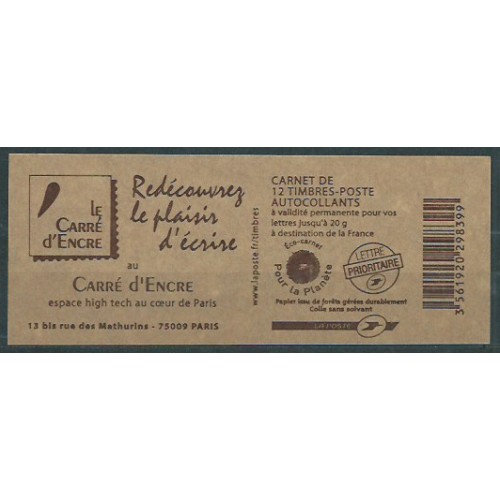 LE
CARRÉ
d'ENCRE
Redécouvrez
le plaisir
d'écrire
au
CARRÉ D'ENCRE
espace high tech au cœur de Paris
13 bis rue des Mathurins - 75009 PARIS
www.laposte.fr/timbres
CARNET DE
12 TIMBRES-POSTE
AUTOCOLLANTS
à validité permanente pour vos
lettres jusqu'à 20 g
à destination de la France
Éco-carnet
Pour la Planète
LETTRE
PRIORITAIRE
Papier issu de forêts gérées durablement
Colle sans solvant
LA POSTE
3 561920 298399